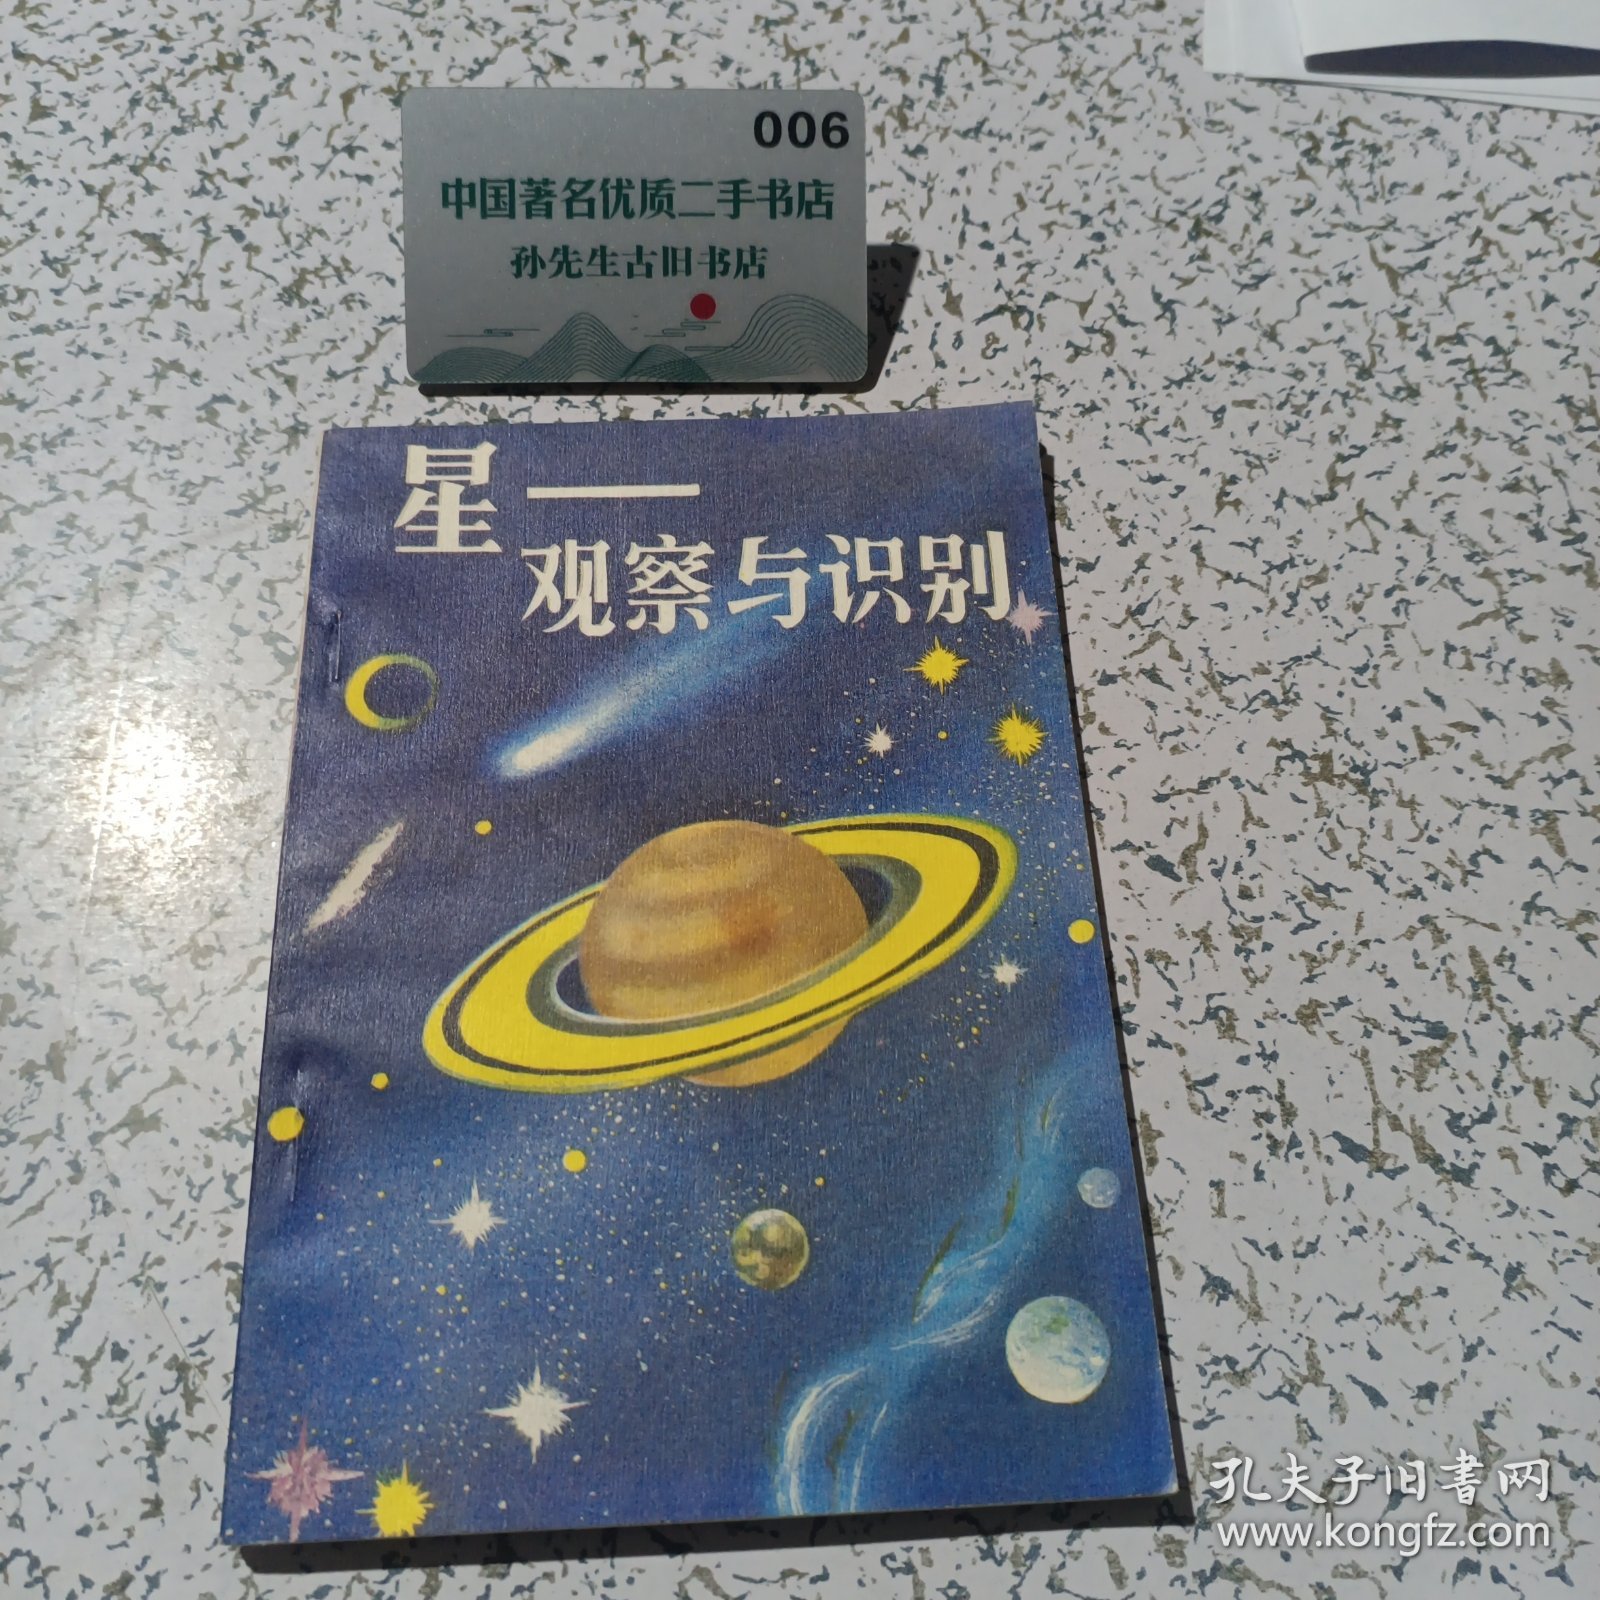 006
中国著名优质二手书店
孙先生古旧书店
星——
观察与识别
孔夫子旧書网
www.kongfz.com